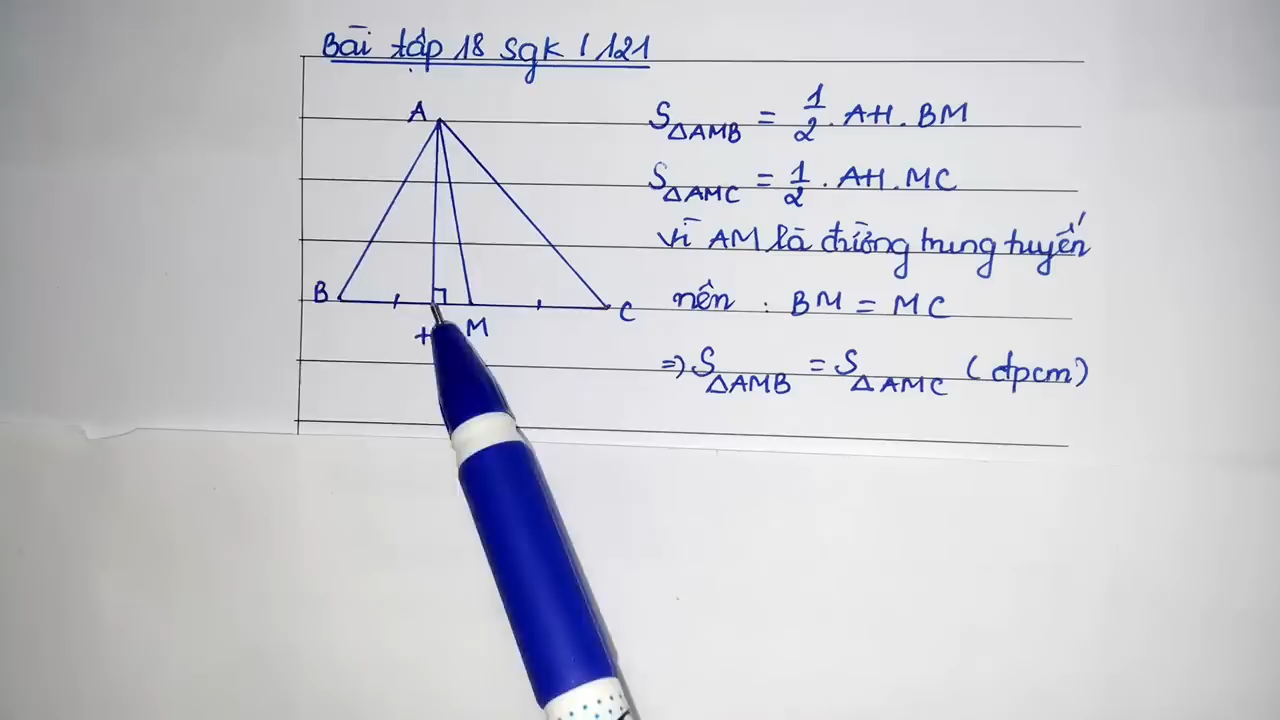 Bài tập 18 sgk / 121
A
B
H
M
C
S△AMB = 1/2 . AH . BM
S△AMC = 1/2 . AH . MC
Vì AM là đường trung tuyến
nên : BM = MC
=> S△AMB = S△AMC (đpcm)